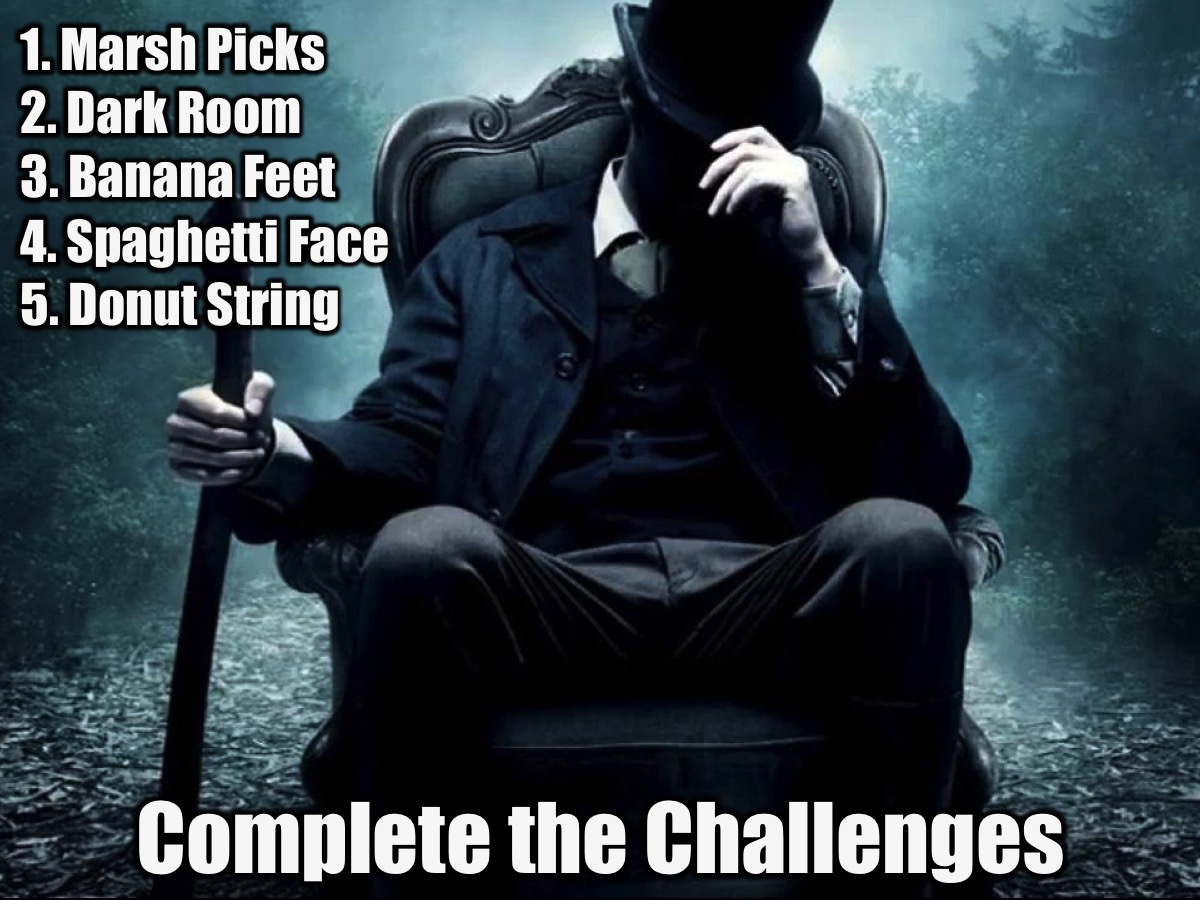 1. Marsh Picks
2. Dark Room
3. Banana Feet
4. Spaghetti Face
5. Donut String
Complete the Challenges